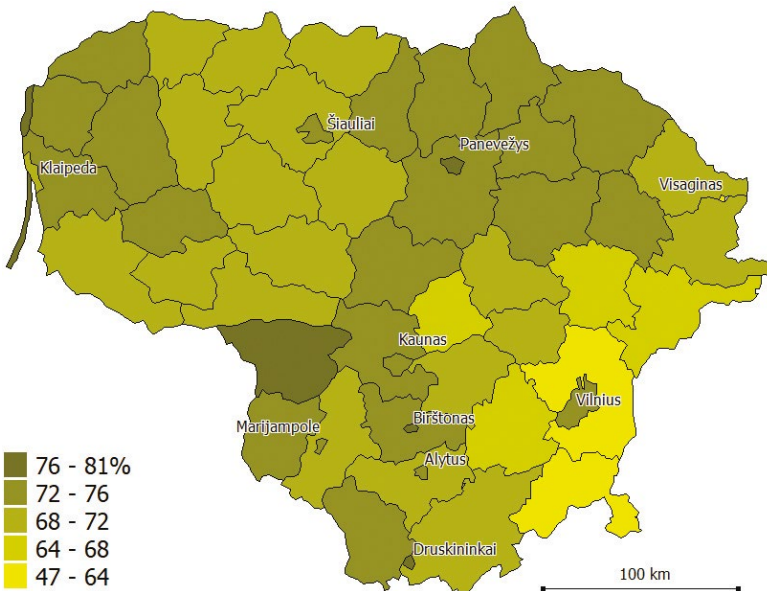 Šiauliai
Panevėžys
Klaipeda
Visaginas
Kaunas
Vilnius
Marijampole
Birštonas
Alytus
Druskininkai
76 - 81%
72 - 76
68 - 72
64 - 68
47 - 64
100 km